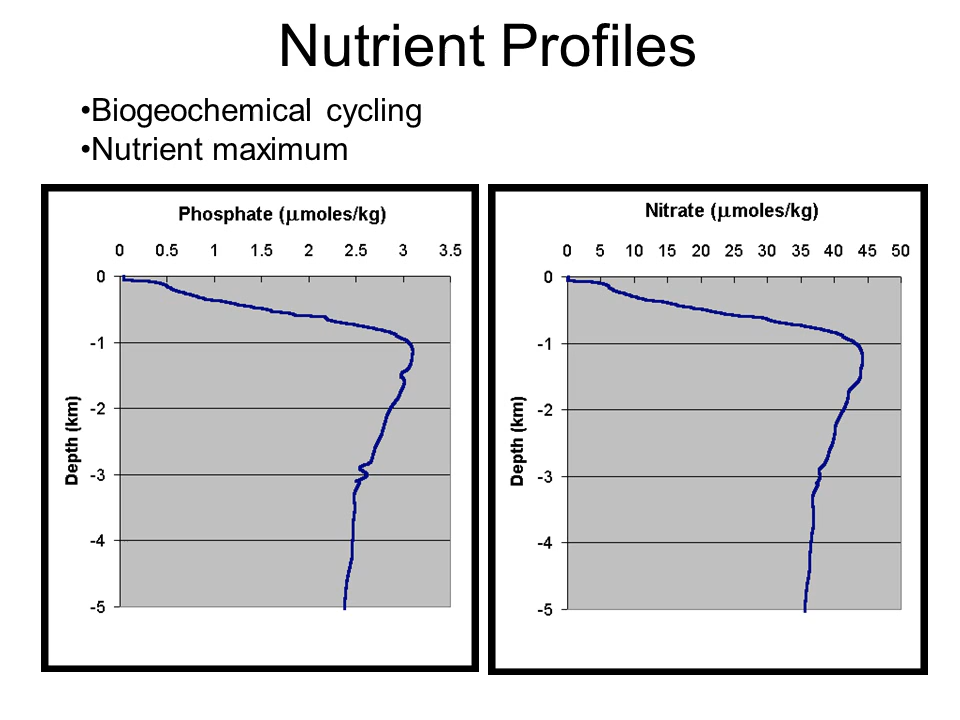 Nutrient Profiles
•Biogeochemical cycling
•Nutrient maximum
Phosphate (μmoles/kg)
0 0.5 1 1.5 2 2.5 3 3.5
0
-1
-2
-3
-4
-5
Depth (km)
Nitrate (μmoles/kg)
0 5 10 15 20 25 30 35 40 45 50
0
-1
-2
-3
-4
-5
Depth (km)